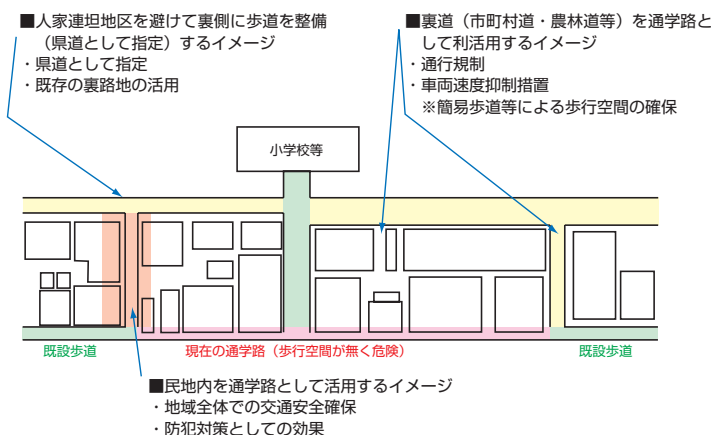 ■人家連坦地区を避けて裏側に歩道を整備
（県道として指定）するイメージ
・県道として指定
・既存の裏路地の活用
■裏道（市町村道・農林道等）を通学路と
して利活用するイメージ
・通行規制
・車両速度抑制措置
※簡易歩道等による歩行空間の確保
小学校等
既設歩道
現在の通学路（歩行空間が無く危険）
既設歩道
■民地内を通学路として活用するイメージ
・地域全体での交通安全確保
・防犯対策としての効果